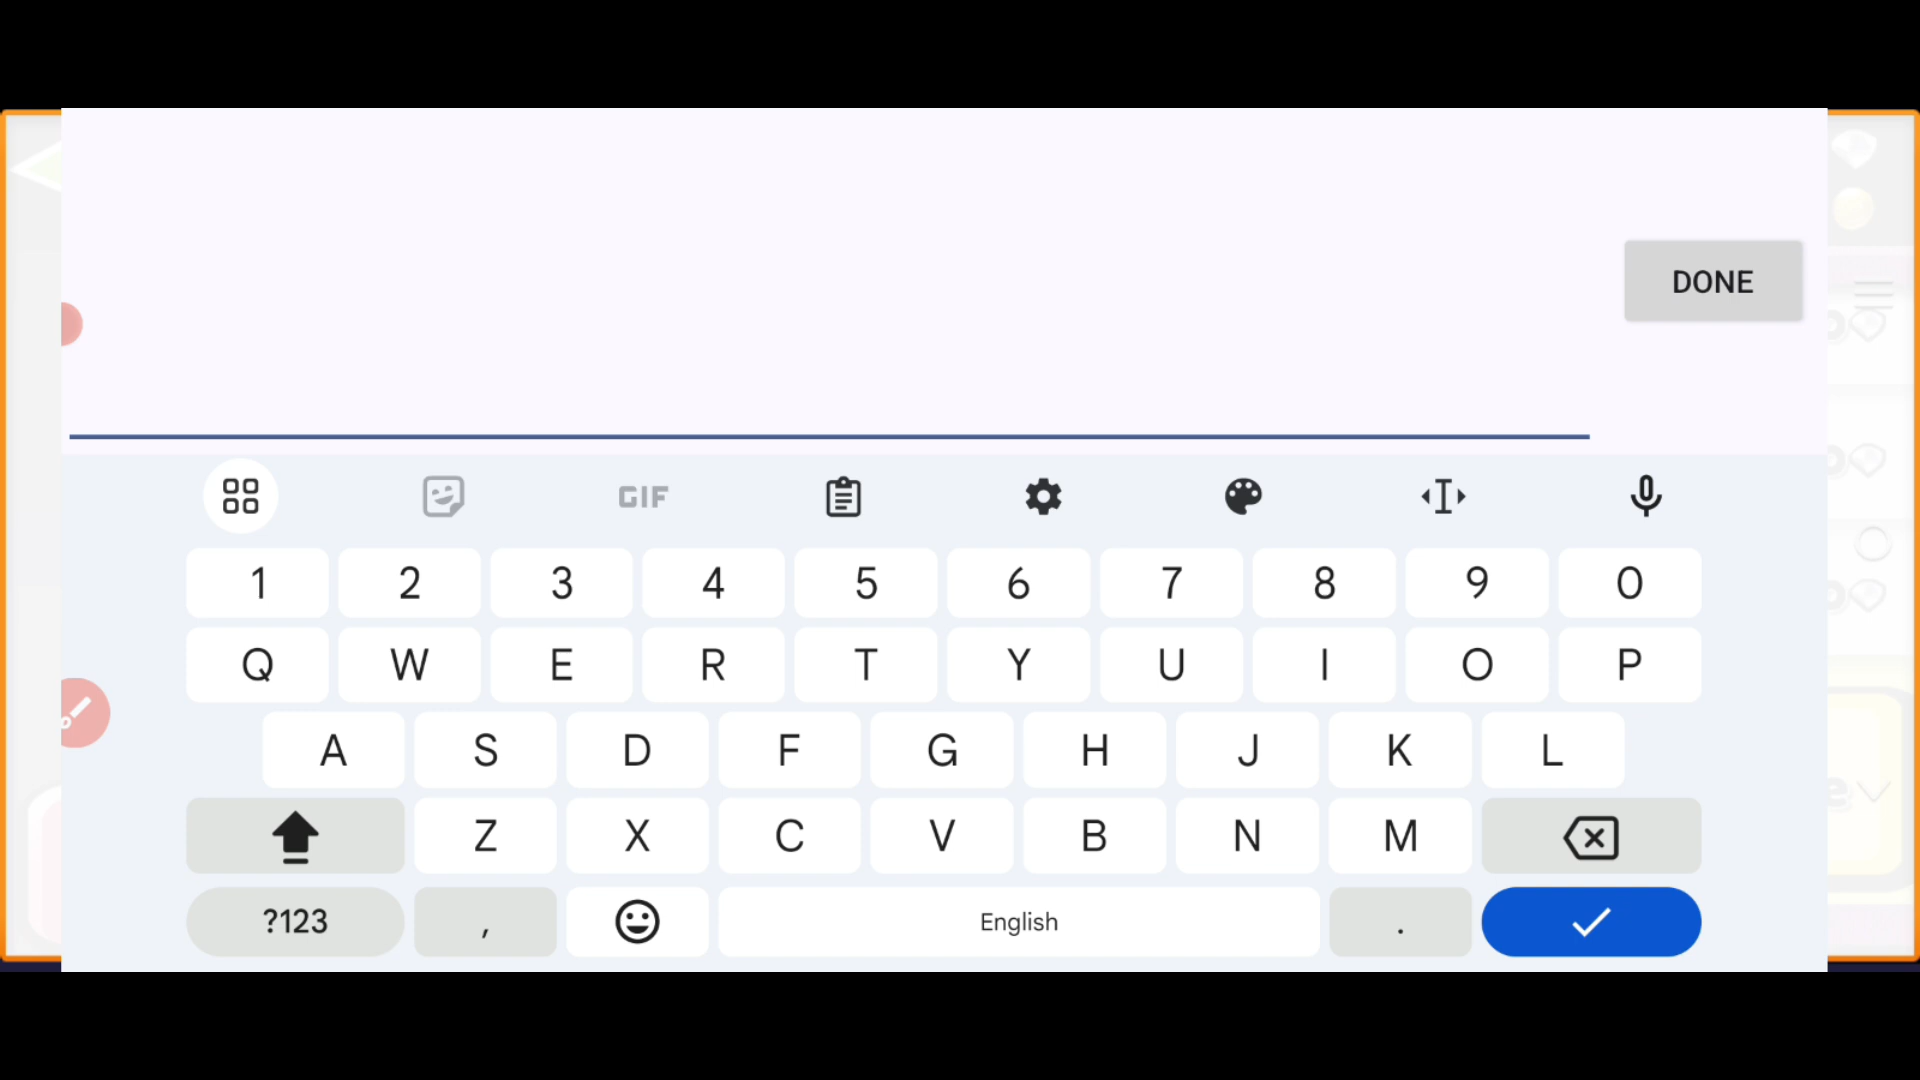 DONE
GIF
1 2 3 4 5 6 7 8 9 0
Q W E R T Y U I O P
A S D F G H J K L
Z X C V B N M
?123 , English .